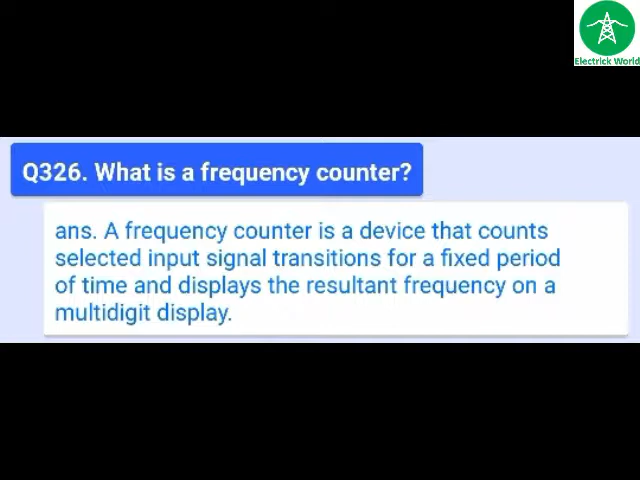 Electrick World
Q326. What is a frequency counter?
ans. A frequency counter is a device that counts
selected input signal transitions for a fixed period
of time and displays the resultant frequency on a
multidigit display.